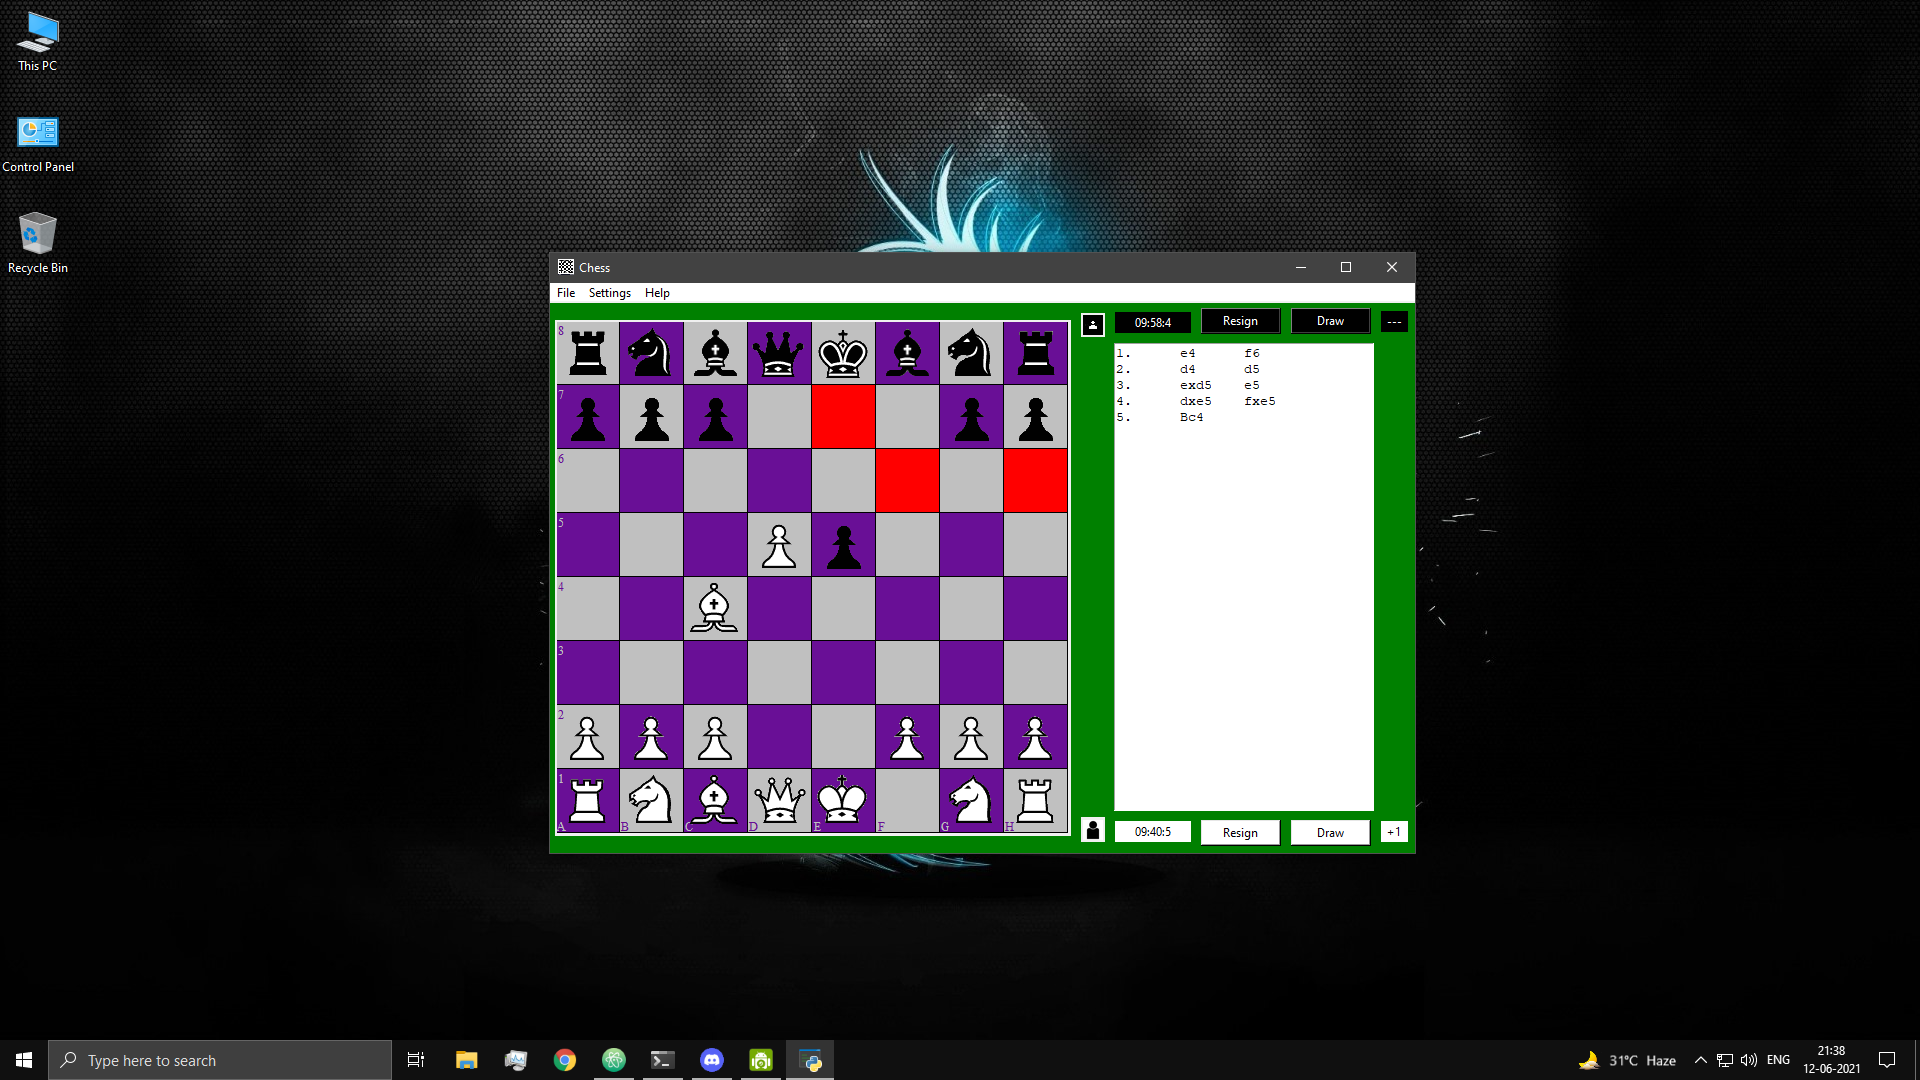 This PC
Control Panel
Recycle Bin
Chess
File Settings Help
8
7
6
5
4
3
2
1
A B C D E F G H
09:58:4 Resign Draw ---
1. e4 f6
2. d4 d5
3. exd5 e5
4. dxe5 fxe5
5. Bc4
09:40:5 Resign Draw +1
Type here to search
31°C Haze
ENG
21:38
12-06-2021